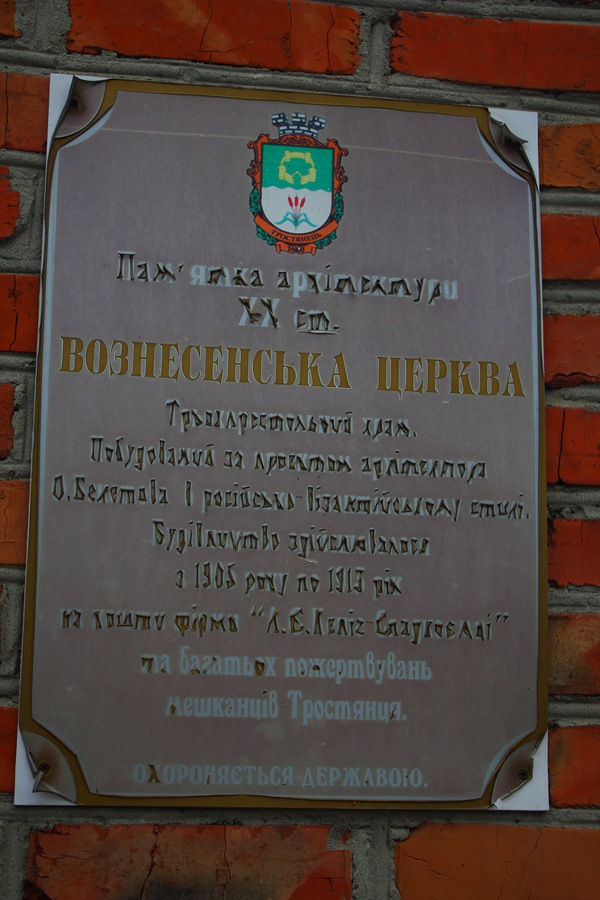 ТРОСТЯНЕЦЬ
Пам'ятка архітектури
ХХ ст.
ВОЗНЕСЕНСЬКА ЦЕРКВА
Трьохпрестольний храм.
Побудований за проектом архітектора
О.Бекетова в російсько-візантійському стилі.
Будівництво здійснювалося
з 1905 року по 1913 рік
на кошти фірми
та багатьох пожертвувань
мешканців Тростянця.
ОХОРОНЯЄТЬСЯ ДЕРЖАВОЮ.